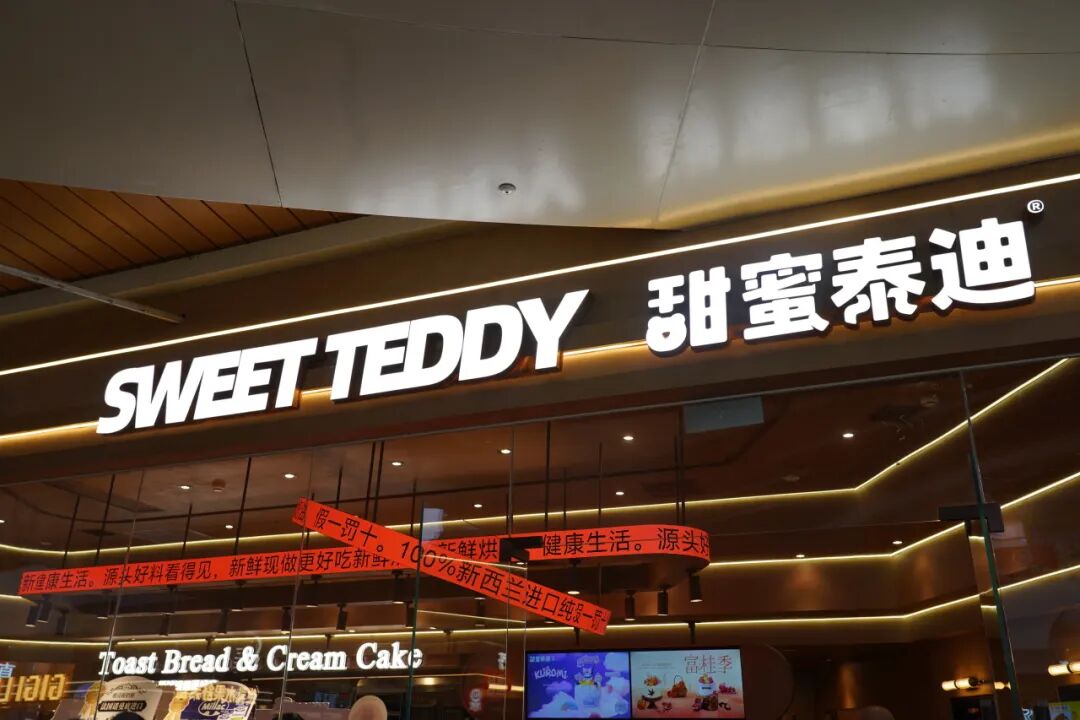 SWEET TEDDY 甜蜜泰迪®
假一罚十。100%新西兰进口纯
新鲜烘 健康生活。源头好
健康生活。源头好料看得见，新鲜现做更好吃新鲜
Toast Bread & Cream Cake
KUROMI
富桂季
Millac